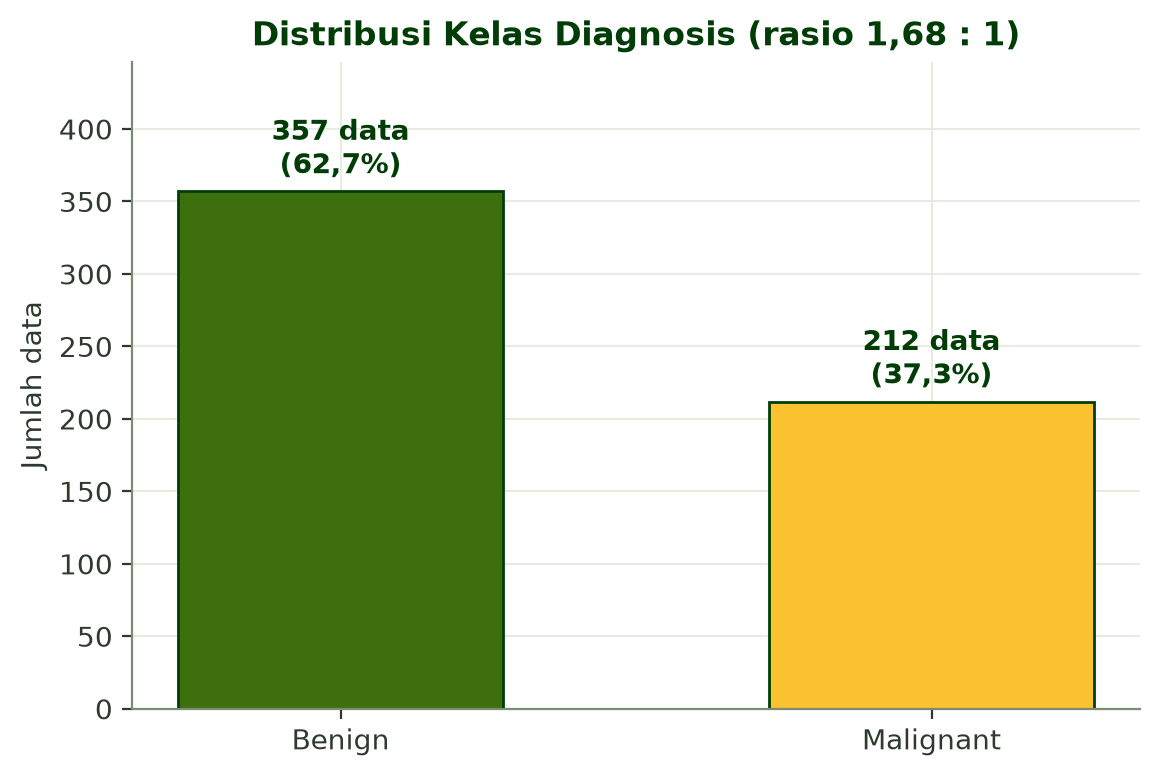 Distribusi Kelas Diagnosis (rasio 1,68 : 1)
Jumlah data
400
350
300
250
200
150
100
50
0
357 data
(62,7%)
212 data
(37,3%)
Benign
Malignant